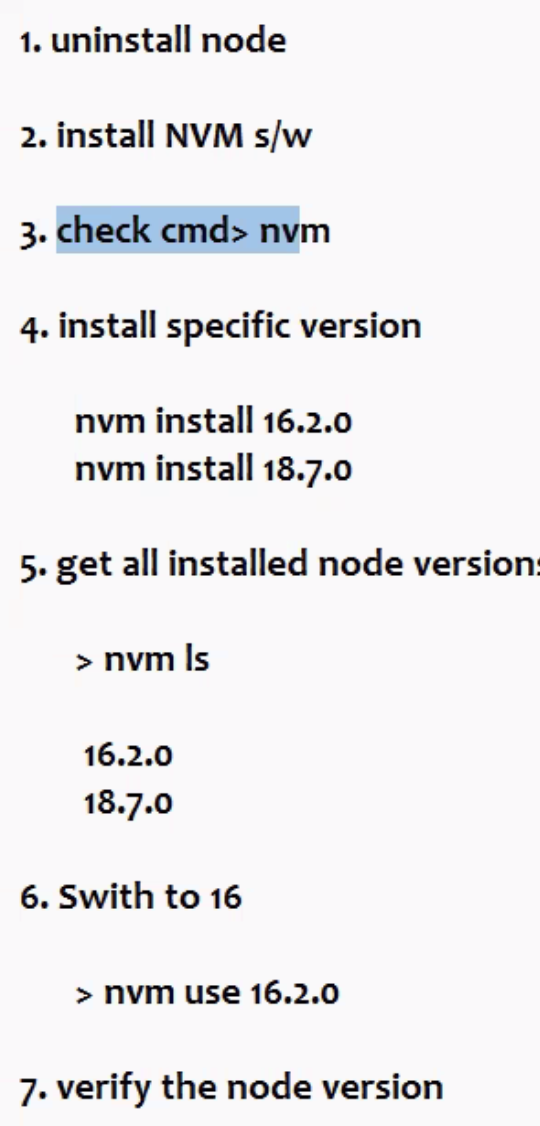 1. uninstall node
2. install NVM s/w
3. check cmd> nvm
4. install specific version
nvm install 16.2.0
nvm install 18.7.0
5. get all installed node versions
> nvm ls
16.2.0
18.7.0
6. Swith to 16
> nvm use 16.2.0
7. verify the node version